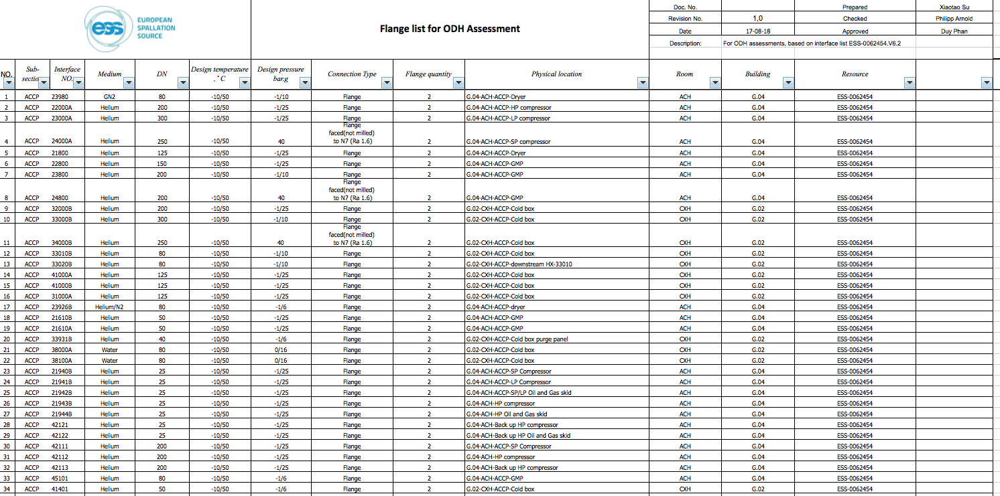 ess
EUROPEAN
SPALLATION
SOURCE
Flange list for ODH Assessment
Doc. No. Prepared Xiaotao Su
Revision No. 1,0 Checked Philipp Arnold
Date 17-08-18 Approved Duy Phan
Description: For ODH assessments, based on interface list ESS-0062454.V6.2
NO. Sub-sectio Interface NO. Medium DN Design temperature ,°C Design pressure bar.g Connection Type Flange quantity Physical location Room Building Resource
1 ACCP 23980 GN2 80 -10/50 -1/10 Flange 2 G.04-ACH-ACCP-Dryer ACH G.04 ESS-0062454
2 ACCP 22000A Helium 200 -10/50 -1/25 Flange 2 G.04-ACH-ACCP-HP compressor ACH G.04 ESS-0062454
3 ACCP 23000A Helium 300 -10/50 -1/25 Flange 2 G.04-ACH-ACCP-LP compressor ACH G.04 ESS-0062454
4 ACCP 24000A Helium 250 -10/50 40 Flange faced(not milled) to N7 (Ra 1.6) 2 G.04-ACH-ACCP-SP compressor ACH G.04 ESS-0062454
5 ACCP 21800 Helium 125 -10/50 -1/25 Flange 2 G.04-ACH-ACCP-Dryer ACH G.04 ESS-0062454
6 ACCP 22800 Helium 150 -10/50 -1/25 Flange 2 G.04-ACH-ACCP-GMP ACH G.04 ESS-0062454
7 ACCP 23800 Helium 200 -10/50 -1/10 Flange 2 G.04-ACH-ACCP-GMP ACH G.04 ESS-0062454
8 ACCP 24800 Helium 200 -10/50 40 Flange faced(not milled) to N7 (Ra 1.6) 2 G.04-ACH-ACCP-GMP ACH G.04 ESS-0062454
9 ACCP 32000B Helium 200 -10/50 -1/25 Flange 2 G.02-CXH-ACCP-Cold box CXH G.02 ESS-0062454
10 ACCP 33000B Helium 300 -10/50 -1/10 Flange 2 G.02-CXH-ACCP-Cold box CXH G.02 ESS-0062454
11 ACCP 34000B Helium 250 -10/50 40 Flange faced(not milled) to N7 (Ra 1.6) 2 G.02-CXH-ACCP-Cold box CXH G.02 ESS-0062454
12 ACCP 33010B Helium 80 -10/50 -1/10 Flange 2 G.02-CXH-ACCP-Cold box CXH G.02 ESS-0062454
13 ACCP 33020B Helium 80 -10/50 -1/10 Flange 2 G.02-CXH-ACCP-downstream HX-33010 CXH G.02 ESS-0062454
14 ACCP 41000A Helium 125 -10/50 -1/25 Flange 2 G.02-CXH-ACCP-Cold box CXH G.02 ESS-0062454
15 ACCP 41000B Helium 125 -10/50 -1/25 Flange 2 G.02-CXH-ACCP-Cold box CXH G.02 ESS-0062454
16 ACCP 31000A Helium 125 -10/50 -1/25 Flange 2 G.02-CXH-ACCP-Cold box CXH G.02 ESS-0062454
17 ACCP 23926B Helium/N2 80 -10/50 -1/6 Flange 2 G.04-ACH-ACCP-dryer ACH G.04 ESS-0062454
18 ACCP 21610B Helium 50 -10/50 -1/25 Flange 2 G.04-ACH-ACCP-GMP ACH G.04 ESS-0062454
19 ACCP 21610A Helium 50 -10/50 -1/25 Flange 2 G.04-ACH-ACCP-GMP ACH G.04 ESS-0062454
20 ACCP 33931B Helium 40 -10/50 -1/6 Flange 2 G.02-CXH-ACCP-Cold box purge panel CXH G.02 ESS-0062454
21 ACCP 38000A Water 80 -10/50 0/16 Flange 2 G.02-CXH-ACCP-Cold box CXH G.02 ESS-0062454
22 ACCP 38100A Water 80 -10/50 0/16 Flange 2 G.02-CXH-ACCP-Cold box CXH G.02 ESS-0062454
23 ACCP 21940B Helium 25 -10/50 -1/25 Flange 2 G.04-ACH-ACCP-SP Compressor ACH G.04 ESS-0062454
24 ACCP 21941B Helium 25 -10/50 -1/25 Flange 2 G.04-ACH-ACCP-LP Compressor ACH G.04 ESS-0062454
25 ACCP 21942B Helium 25 -10/50 -1/25 Flange 2 G.04-ACH-ACCP-SP/LP Oil and Gas skid ACH G.04 ESS-0062454
26 ACCP 21943B Helium 25 -10/50 -1/25 Flange 2 G.04-ACH-HP compressor ACH G.04 ESS-0062454
27 ACCP 21944B Helium 25 -10/50 -1/25 Flange 2 G.04-ACH-HP Oil and Gas skid ACH G.04 ESS-0062454
28 ACCP 42121 Helium 25 -10/50 -1/25 Flange 2 G.04-ACH-Back up HP compressor ACH G.04 ESS-0062454
29 ACCP 42122 Helium 25 -10/50 -1/25 Flange 2 G.04-ACH-Back up HP Oil and Gas skid ACH G.04 ESS-0062454
30 ACCP 42111 Helium 200 -10/50 -1/25 Flange 2 G.04-ACH-ACCP-SP Compressor ACH G.04 ESS-0062454
31 ACCP 42112 Helium 200 -10/50 -1/25 Flange 2 G.04-ACH-HP compressor ACH G.04 ESS-0062454
32 ACCP 42113 Helium 200 -10/50 -1/25 Flange 2 G.04-ACH-Back up HP compressor ACH G.04 ESS-0062454
33 ACCP 45101 Helium 80 -10/50 -1/6 Flange 2 G.04-ACH-ACCP-GMP ACH G.04 ESS-0062454
34 ACCP 41401 Helium 50 -10/50 -1/6 Flange 2 G.02-CXH-ACCP-Cold box CXH G.02 ESS-0062454